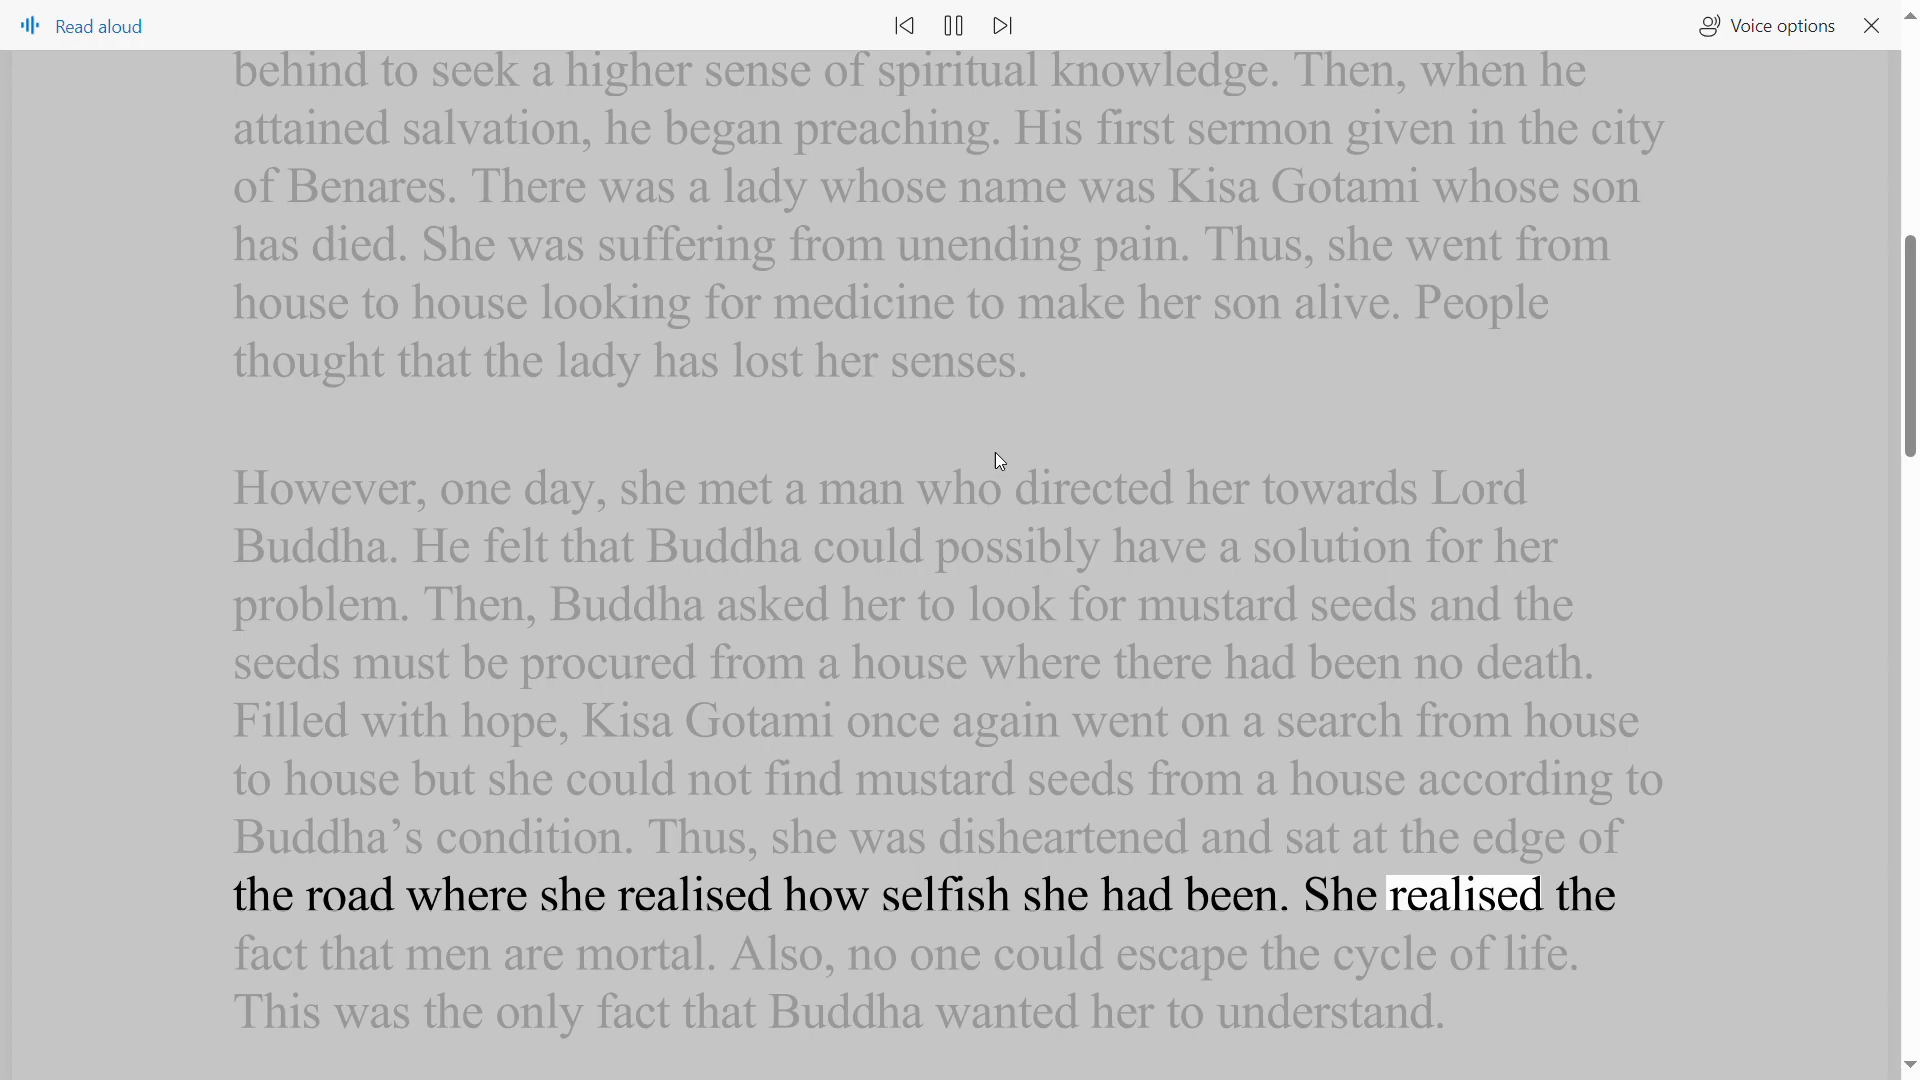 Read aloud
Voice options
behind to seek a higher sense of spiritual knowledge. Then, when he
attained salvation, he began preaching. His first sermon given in the city
of Benares. There was a lady whose name was Kisa Gotami whose son
has died. She was suffering from unending pain. Thus, she went from
house to house looking for medicine to make her son alive. People
thought that the lady has lost her senses.
However, one day, she met a man who directed her towards Lord
Buddha. He felt that Buddha could possibly have a solution for her
problem. Then, Buddha asked her to look for mustard seeds and the
seeds must be procured from a house where there had been no death.
Filled with hope, Kisa Gotami once again went on a search from house
to house but she could not find mustard seeds from a house according to
Buddha’s condition. Thus, she was disheartened and sat at the edge of
the road where she realised how selfish she had been. She realised the
fact that men are mortal. Also, no one could escape the cycle of life.
This was the only fact that Buddha wanted her to understand.